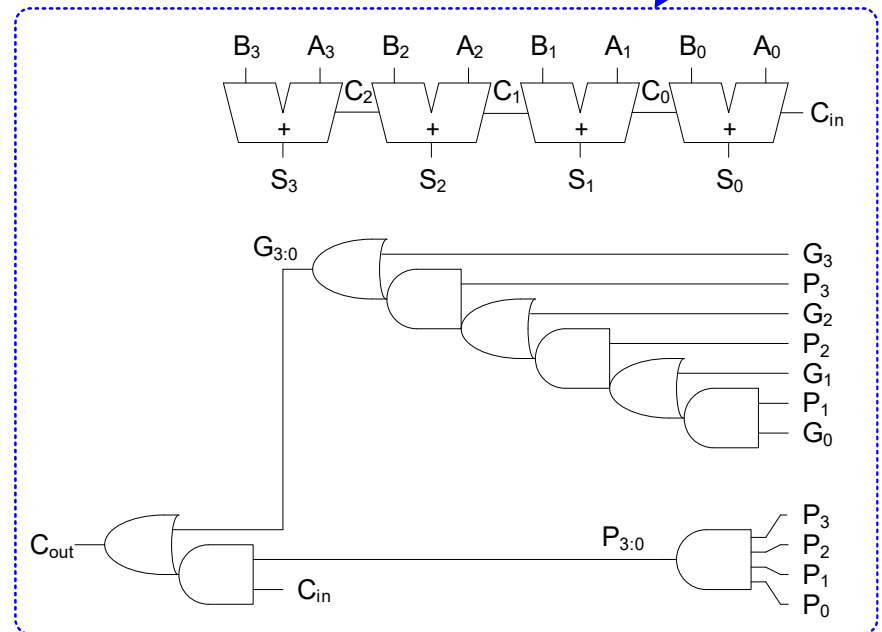 B3 A3 B2 A2 B1 A1 B0 A0
C2 C1 C0 Cin
+ + + +
S3 S2 S1 S0
G3:0 G3
P3
G2
P2
G1
P1
G0
P3
Cout P3:0 P2
Cin P1
P0